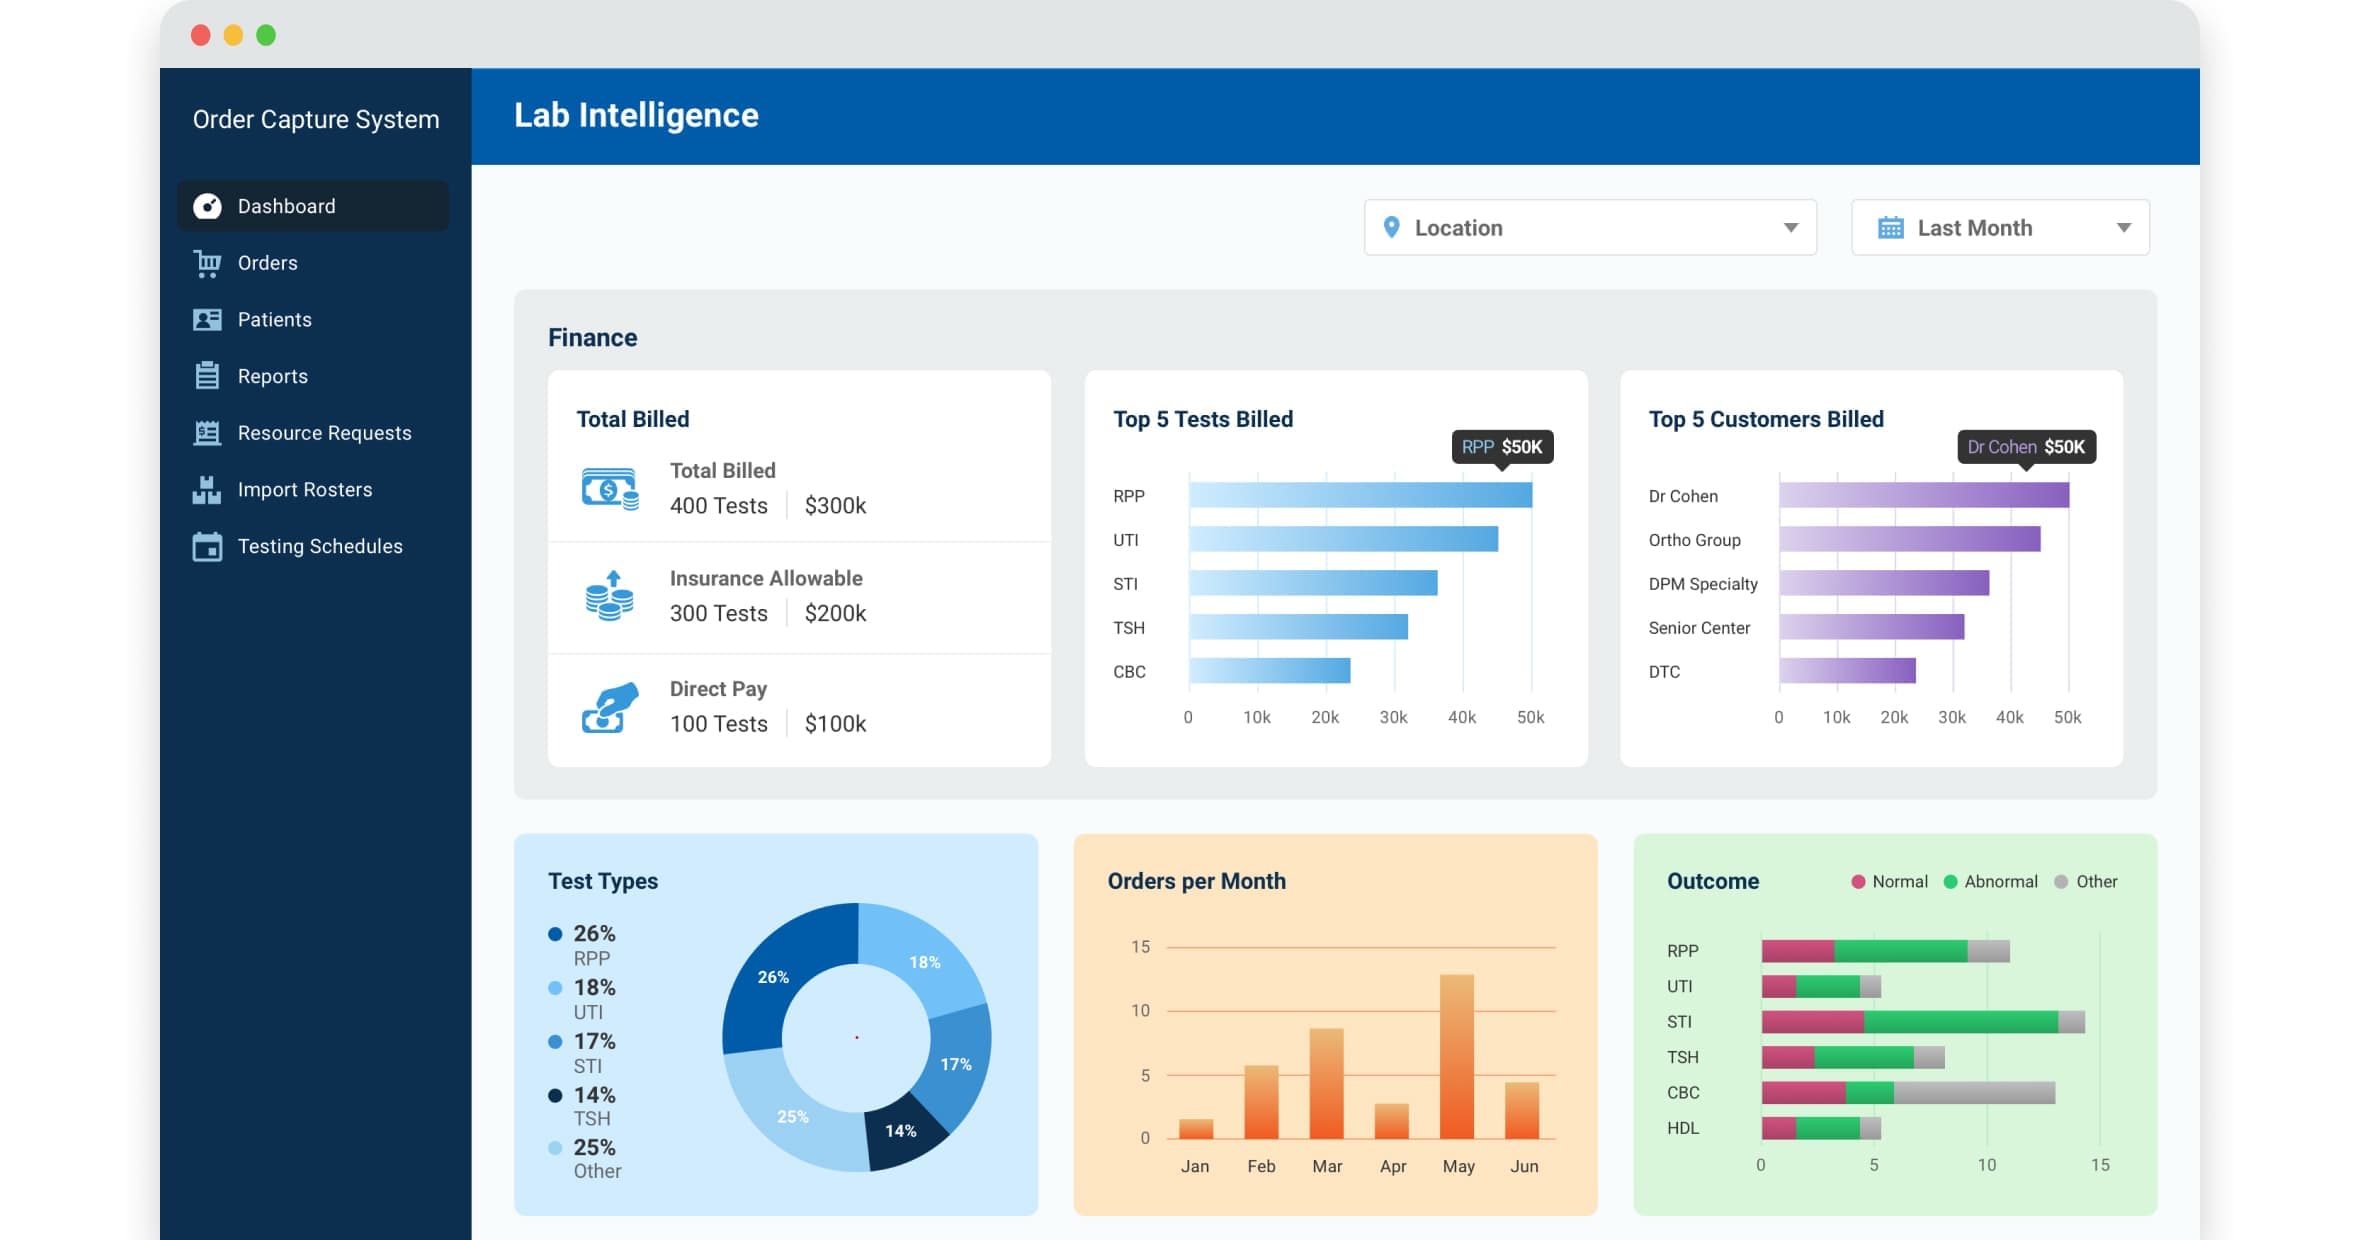 Order Capture System
Dashboard
Orders
Patients
Reports
Resource Requests
Import Rosters
Testing Schedules
Lab Intelligence
Location
Last Month
Finance
Total Billed
Total Billed
400 Tests $300k
Insurance Allowable
300 Tests $200k
Direct Pay
100 Tests $100k
Top 5 Tests Billed
RPP $50K
RPP
UTI
STI
TSH
CBC
0 10k 20k 30k 40k 50k
Top 5 Customers Billed
Dr Cohen $50K
Dr Cohen
Ortho Group
DPM Specialty
Senior Center
DTC
0 10k 20k 30k 40k 50k
Test Types
26%
RPP
18%
UTI
17%
STI
14%
TSH
25%
Other
26%
18%
17%
25%
14%
Orders per Month
15
10
5
0
Jan Feb Mar Apr May Jun
Outcome
Normal Abnormal Other
RPP
UTI
STI
TSH
CBC
HDL
0 5 10 15